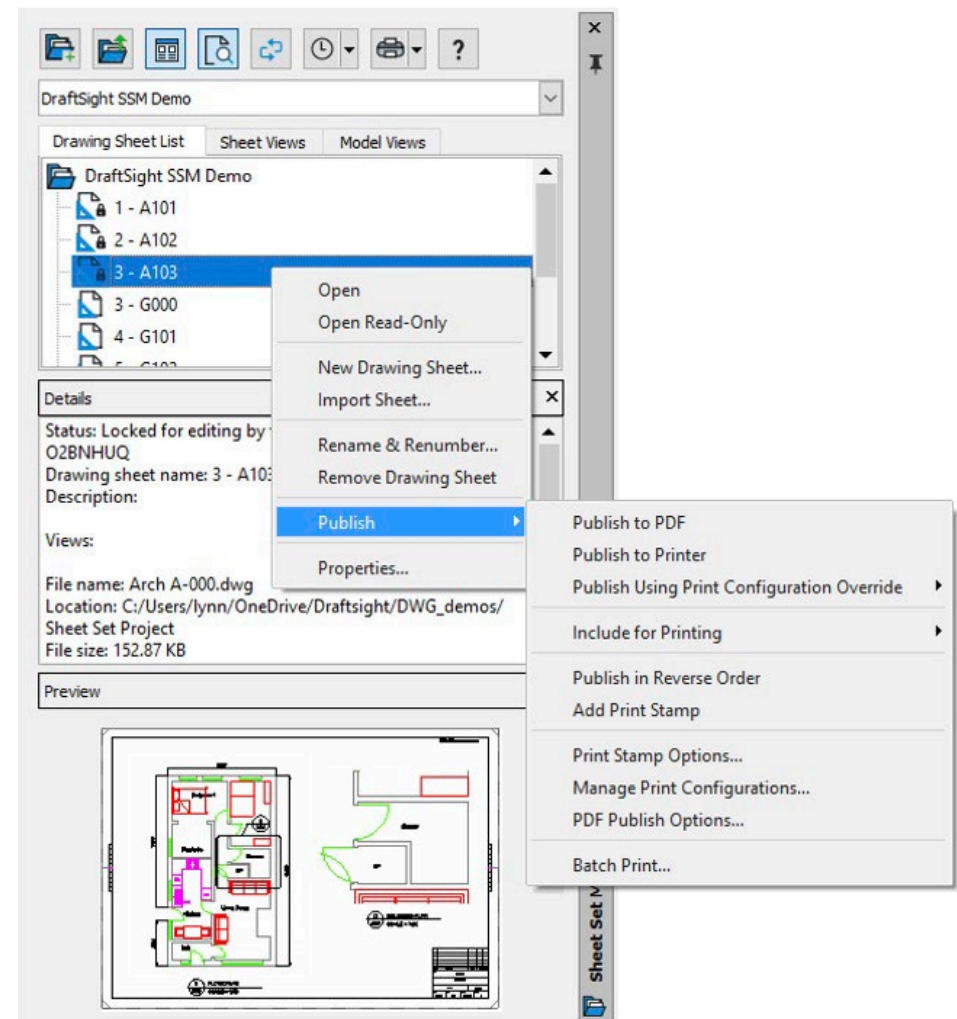 ?
DraftSight SSM Demo
Drawing Sheet List Sheet Views Model Views
DraftSight SSM Demo
1 - A101
2 - A102
3 - A103
3 - G000
4 - G101
Open
Open Read-Only
New Drawing Sheet...
Import Sheet...
Rename & Renumber...
Remove Drawing Sheet
Publish
Properties...
Details
Status: Locked for editing by
O2BNHUQ
Drawing sheet name: 3 - A103
Description:
Views:
File name: Arch A-000.dwg
Location: C:/Users/lynn/OneDrive/Draftsight/DWG_demos/
Sheet Set Project
File size: 152.87 KB
Publish to PDF
Publish to Printer
Publish Using Print Configuration Override
Include for Printing
Publish in Reverse Order
Add Print Stamp
Print Stamp Options...
Manage Print Configurations...
PDF Publish Options...
Batch Print...
Preview
Sheet Set M